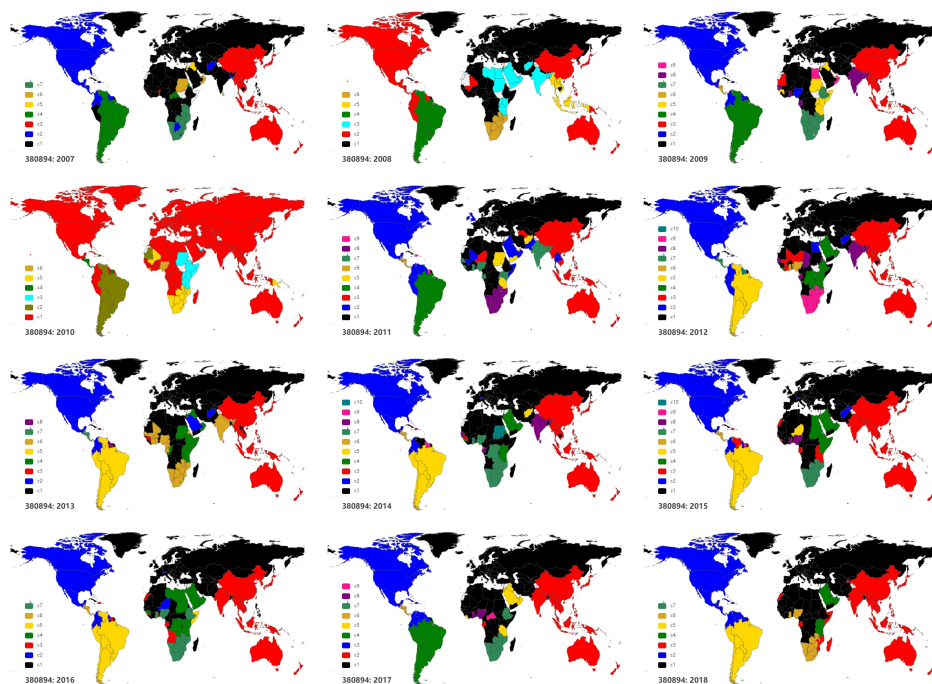 c7
c6
c5
c4
c3
c2
c1
380894: 2007
c6
c5
c4
c3
c2
c1
380894: 2008
c9
c8
c7
c6
c5
c4
c3
c2
c1
380894: 2009
c6
c5
c4
c3
c2
c1
380894: 2010
c9
c8
c7
c6
c5
c4
c3
c2
c1
380894: 2011
c10
c9
c8
c7
c6
c5
c4
c3
c2
c1
380894: 2012
c8
c7
c6
c5
c4
c3
c2
c1
380894: 2013
c10
c9
c8
c7
c6
c5
c4
c3
c2
c1
380894: 2014
c10
c9
c8
c7
c6
c5
c4
c3
c2
c1
380894: 2015
c7
c6
c5
c4
c3
c2
c1
380894: 2016
c9
c8
c7
c6
c5
c4
c3
c2
c1
380894: 2017
c7
c6
c5
c4
c3
c2
c1
380894: 2018